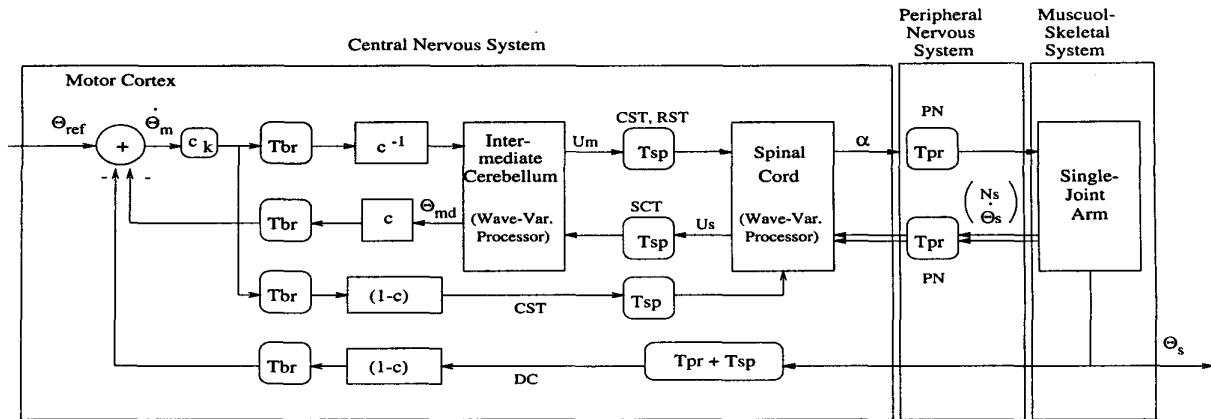 Central Nervous System
Peripheral
Nervous
System
Muscuol-
Skeletal
System
Motor Cortex
Θref
+
- -
Θ̇m
c k
Tbr
c -1
Inter-
mediate
Cerebellum
(Wave-Var.
Processor)
Um
CST, RST
Tsp
Spinal
Cord
(Wave-Var.
Processor)
α
PN
Tpr
Single-
Joint
Arm
Tbr
c
Θmd
SCT
Tsp
Us
Tpr
PN
( Ns
Θ̇s )
Tbr
(1-c)
CST
Tsp
Tbr
(1-c)
DC
Tpr + Tsp
Θs